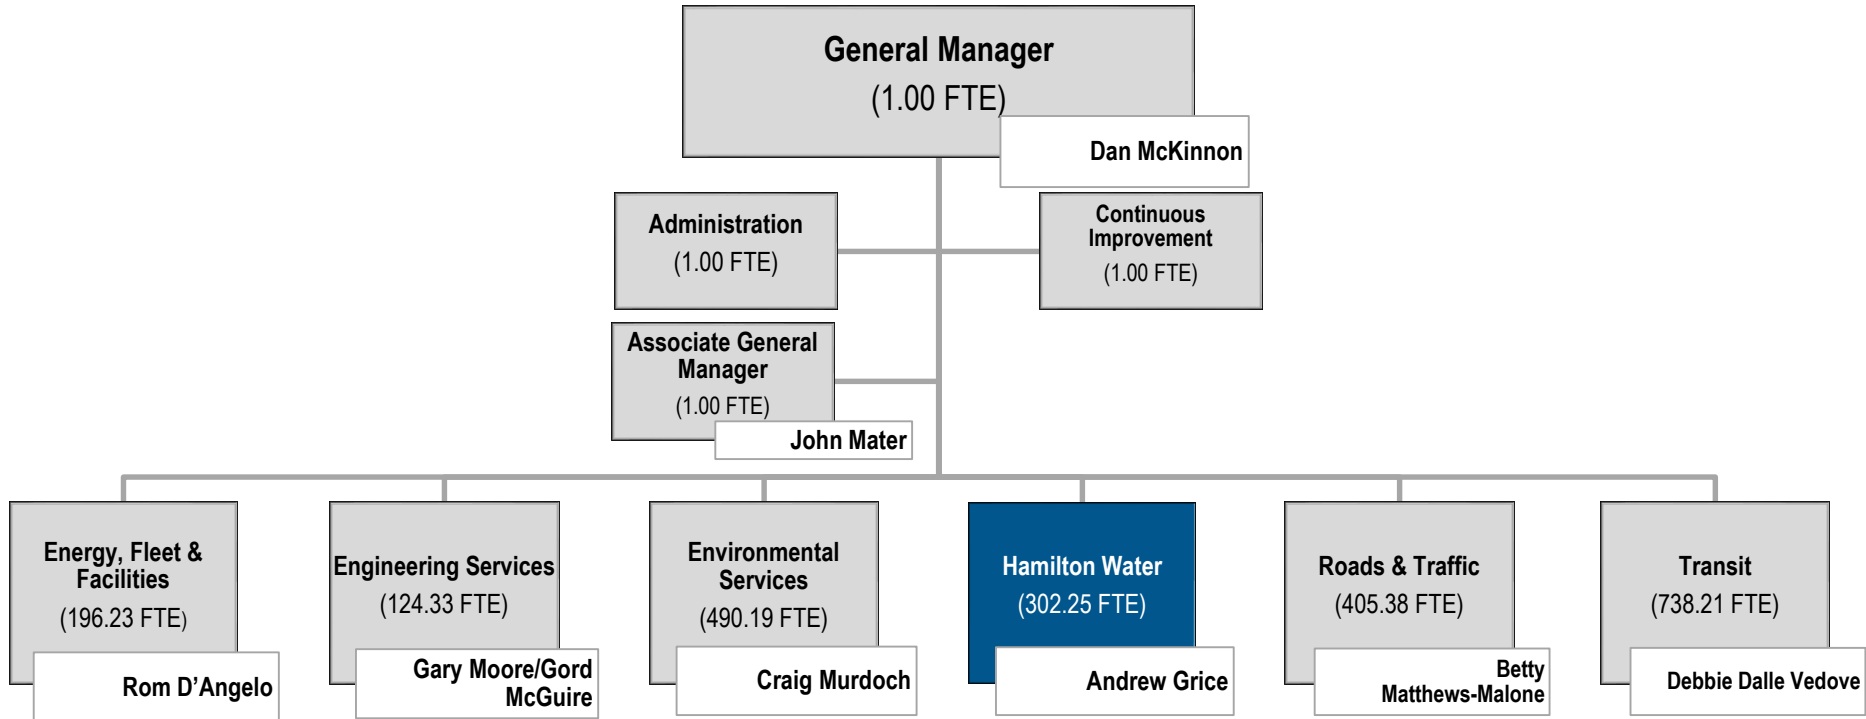 General Manager
(1.00 FTE)
Dan McKinnon
Administration
(1.00 FTE)
Continuous
Improvement
(1.00 FTE)
Associate General
Manager
(1.00 FTE)
John Mater
Energy, Fleet &
Facilities
(196.23 FTE)
Rom D’Angelo
Engineering Services
(124.33 FTE)
Gary Moore/Gord
McGuire
Environmental
Services
(490.19 FTE)
Craig Murdoch
Hamilton Water
(302.25 FTE)
Andrew Grice
Roads & Traffic
(405.38 FTE)
Betty
Matthews-Malone
Transit
(738.21 FTE)
Debbie Dalle Vedove